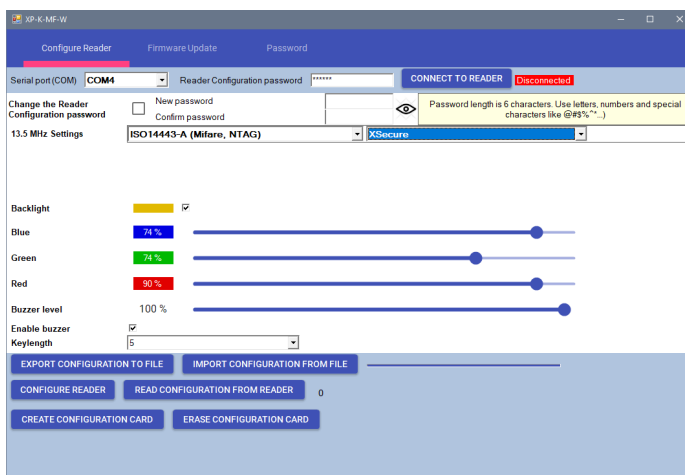 XP-K-MF-W
Configure Reader Firmware Update Password
Serial port (COM) COM4 Reader Configuration password ****** CONNECT TO READER Disconnected
Change the Reader
Configuration password
New password
Confirm password
Password length is 6 characters. Use letters, numbers and special
characters like @#$%^*...)
13.5 MHz Settings ISO14443-A (Mifare, NTAG) XSecure
Backlight
Blue 74 %
Green 74 %
Red 90 %
Buzzer level 100 %
Enable buzzer
Keylength 5
EXPORT CONFIGURATION TO FILE IMPORT CONFIGURATION FROM FILE
CONFIGURE READER READ CONFIGURATION FROM READER 0
CREATE CONFIGURATION CARD ERASE CONFIGURATION CARD